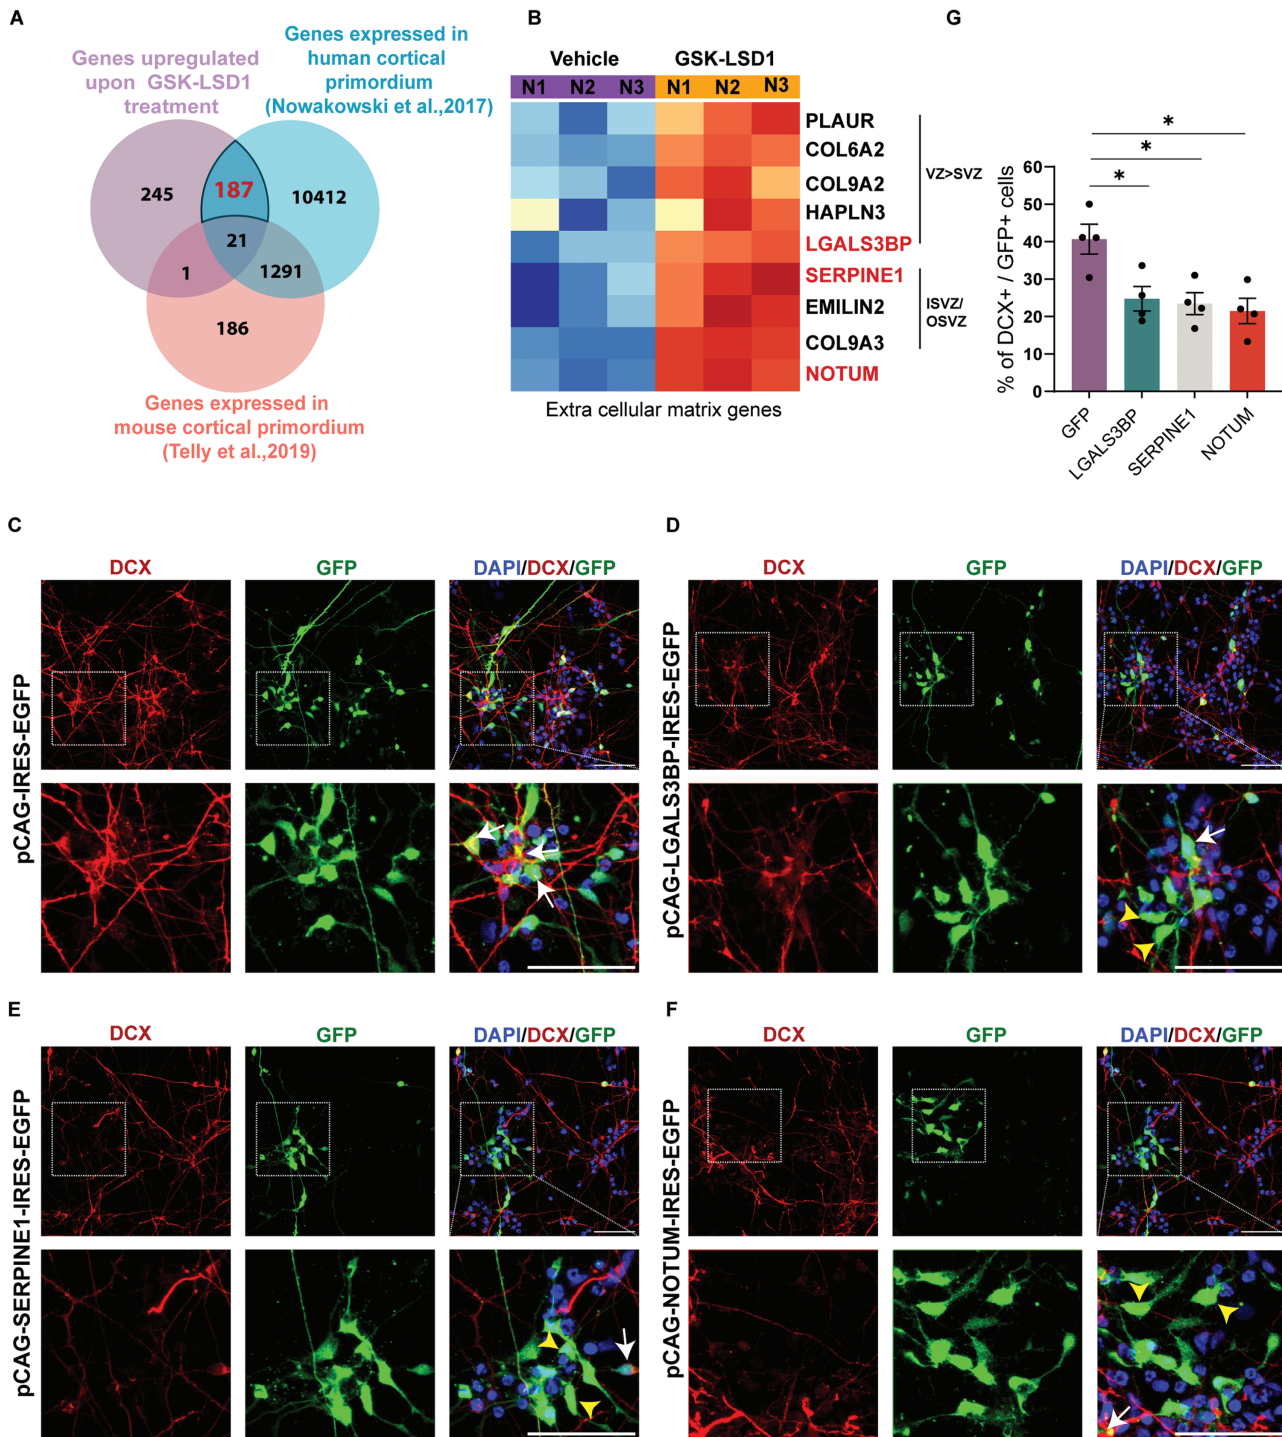 A
Genes upregulated
upon GSK-LSD1
treatment
Genes expressed in
human cortical
primordium
(Nowakowski et al.,2017)
245
187
10412
21
1
1291
186
Genes expressed in
mouse cortical primordium
(Telly et al.,2019)
B
Vehicle
GSK-LSD1
N1
N2
N3
N1
N2
N3
PLAUR
COL6A2
COL9A2
HAPLN3
LGALS3BP
SERPINE1
EMILIN2
COL9A3
NOTUM
VZ>SVZ
ISVZ/
OSVZ
Extra cellular matrix genes
G
% of DCX+ / GFP+ cells
60
50
40
30
20
10
0
*
*
*
GFP
LGALS3BP
SERPINE1
NOTUM
C
pCAG-IRES-EGFP
DCX
GFP
DAPI/DCX/GFP
D
pCAG-LGALS3BP-IRES-EGFP
DCX
GFP
DAPI/DCX/GFP
E
pCAG-SERPINE1-IRES-EGFP
DCX
GFP
DAPI/DCX/GFP
F
pCAG-NOTUM-IRES-EGFP
DCX
GFP
DAPI/DCX/GFP